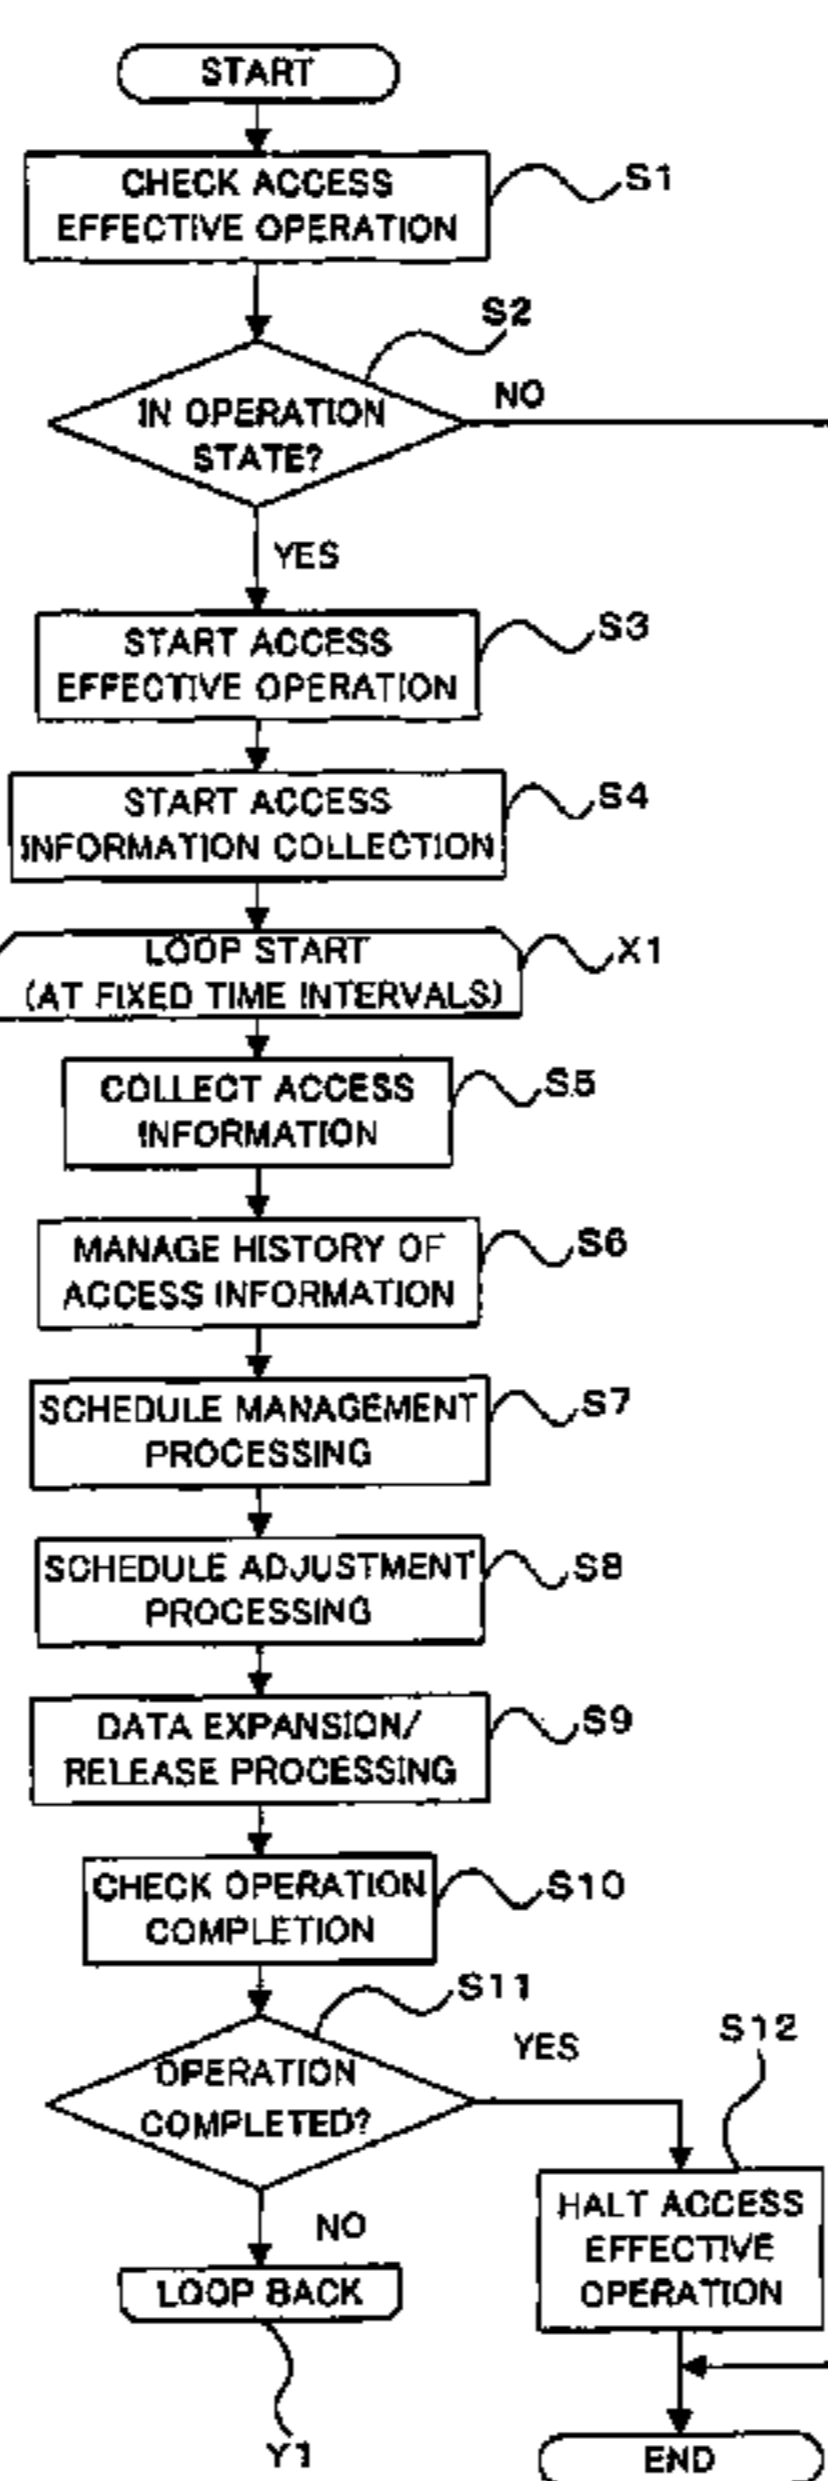 START
CHECK ACCESS
EFFECTIVE OPERATION
S1
S2
IN OPERATION
STATE?
NO
YES
START ACCESS
EFFECTIVE OPERATION
S3
START ACCESS
INFORMATION COLLECTION
S4
LOOP START
(AT FIXED TIME INTERVALS)
X1
COLLECT ACCESS
INFORMATION
S5
MANAGE HISTORY OF
ACCESS INFORMATION
S6
SCHEDULE MANAGEMENT
PROCESSING
S7
SCHEDULE ADJUSTMENT
PROCESSING
S8
DATA EXPANSION/
RELEASE PROCESSING
S9
CHECK OPERATION
COMPLETION
S10
S11
OPERATION
COMPLETED?
YES
S12
NO
HALT ACCESS
EFFECTIVE
OPERATION
LOOP BACK
Y1
END